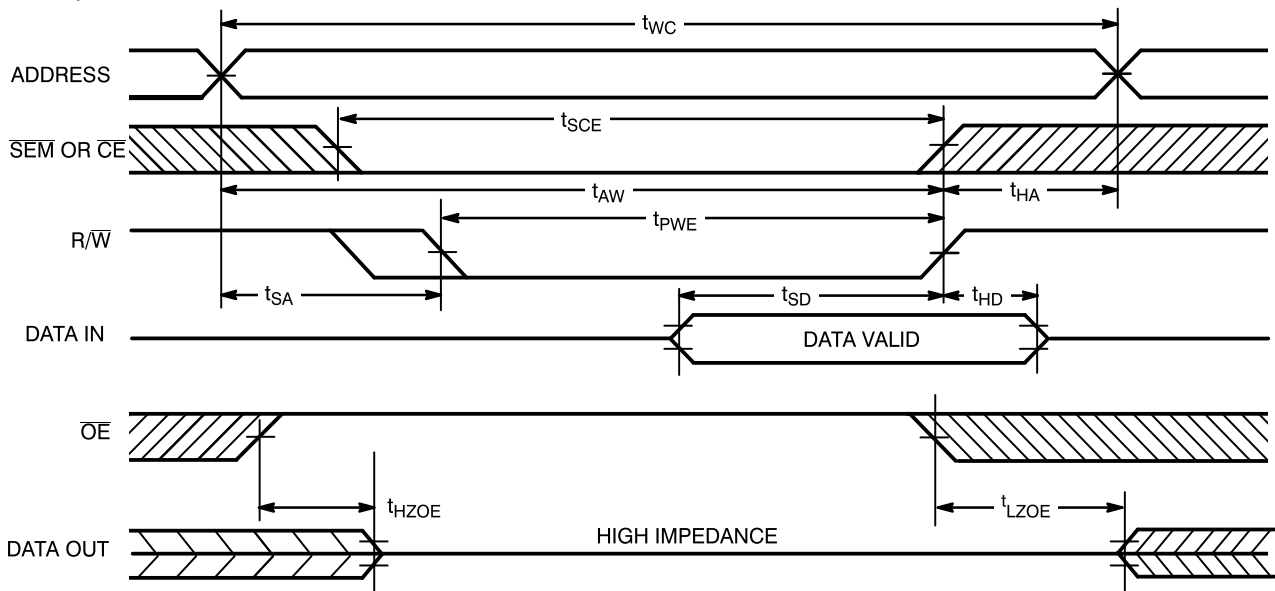 tWC
ADDRESS
tSCE
SEM OR CE
tAW
tHA
tPWE
R/W
tSA
tSD
tHD
DATA IN
DATA VALID
OE
tHZOE
tLZOE
HIGH IMPEDANCE
DATA OUT